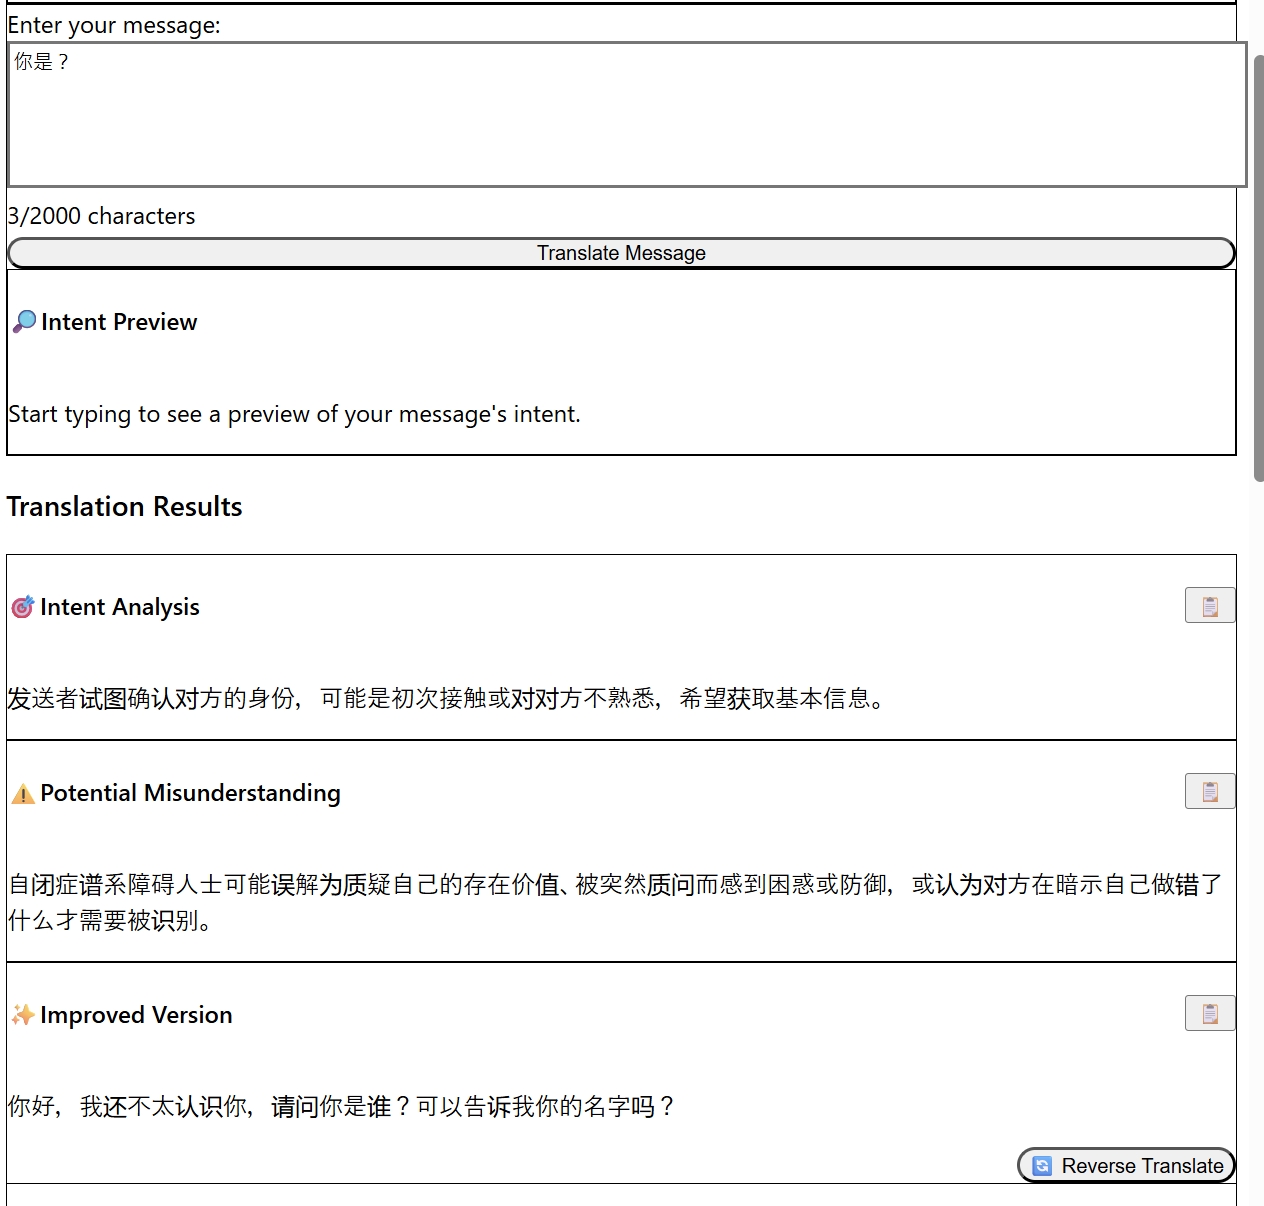 Enter your message:
你是？
3/2000 characters
Translate Message
🔎 Intent Preview
Start typing to see a preview of your message's intent.
Translation Results
🎯 Intent Analysis
发送者试图确认对方的身份，可能是初次接触或对对方不熟悉，希望获取基本信息。
⚠️ Potential Misunderstanding
自闭症谱系障碍人士可能误解为质疑自己的存在价值、被突然质问而感到困惑或防御，或认为对方在暗示自己做错了
什么才需要被识别。
✨ Improved Version
你好，我还不太认识你，请问你是谁？可以告诉我你的名字吗？
🔄 Reverse Translate